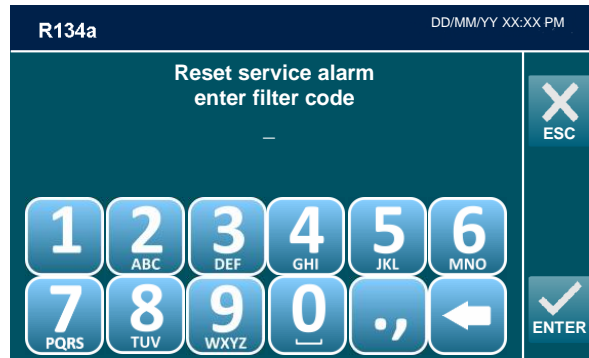 R134a
DD/MM/YY XX:XX PM
Reset service alarm
enter filter code
_
ESC
1
2
ABC
3
DEF
4
GHI
5
JKL
6
MNO
7
PQRS
8
TUV
9
WXYZ
0
.,
ENTER